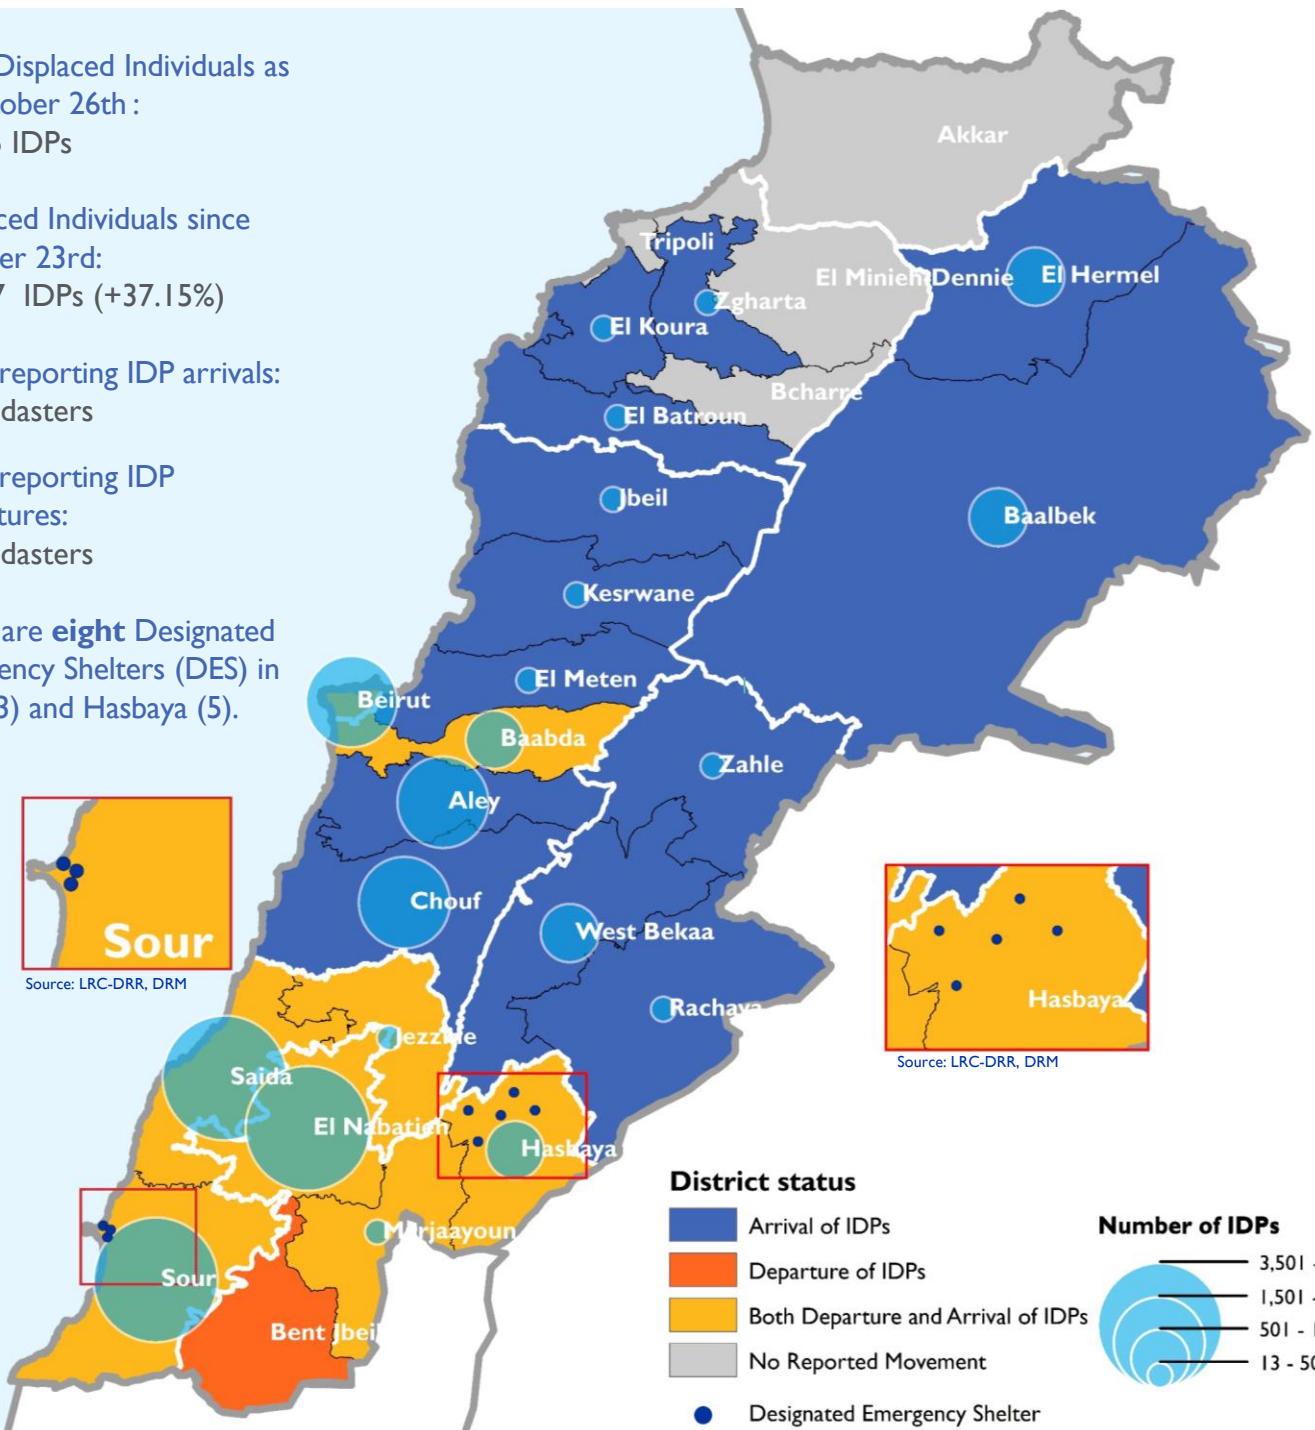 Displaced Individuals as
tober 26th :
IDPs
ced Individuals since
er 23rd:
7 IDPs (+37.15%)
reporting IDP arrivals:
dasters
reporting IDP
tures:
dasters
are eight Designated
ency Shelters (DES) in
3) and Hasbaya (5).
Akkar
Tripoli
El Minieh-Dennie
El Hermel
Zgharta
El Koura
Bcharre
El Batroun
Jbeil
Baalbek
Kesrwane
El Meten
Beirut
Baabda
Zahle
Aley
Chouf
West Bekaa
Rachaya
Jezzine
Saida
El Nabatieh
Hasbaya
Marjaayoun
Sour
Bent Jbeil
Sour
Source: LRC-DRR, DRM
Hasbaya
Source: LRC-DRR, DRM
District status
Arrival of IDPs
Departure of IDPs
Both Departure and Arrival of IDPs
No Reported Movement
Designated Emergency Shelter
Number of IDPs
3,501 -
1,501 -
501 - 1
13 - 50